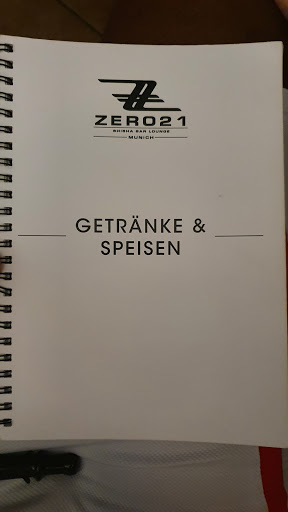 ZERO21
SHISHA BAR LOUNGE
MUNICH
GETRÄNKE &
SPEISEN